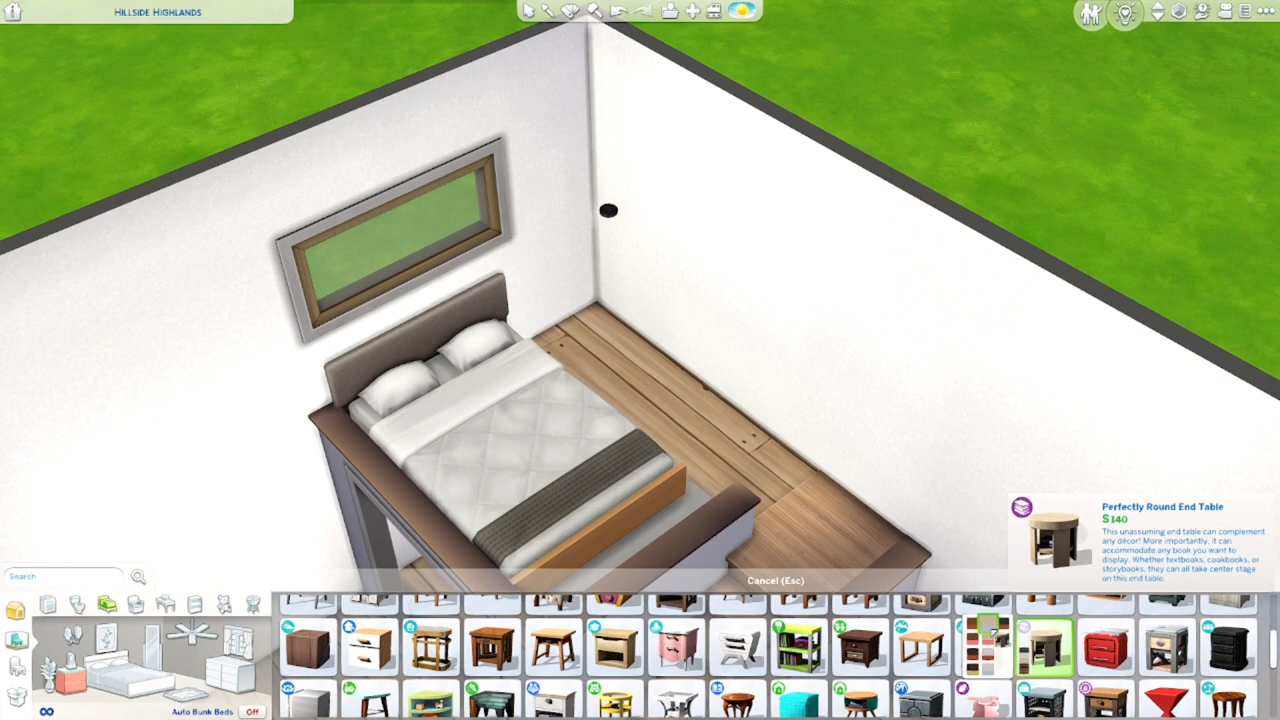 Hillside Highlands
Perfectly Round End Table
$140
This unassuming end table can complement
any décor! More importantly, it can
accommodate any book you want to
display. Whether textbooks, cookbooks, or
storybooks, they can all take center stage
on this end table.
Cancel (Esc)
Search
Auto Bunk Beds Off